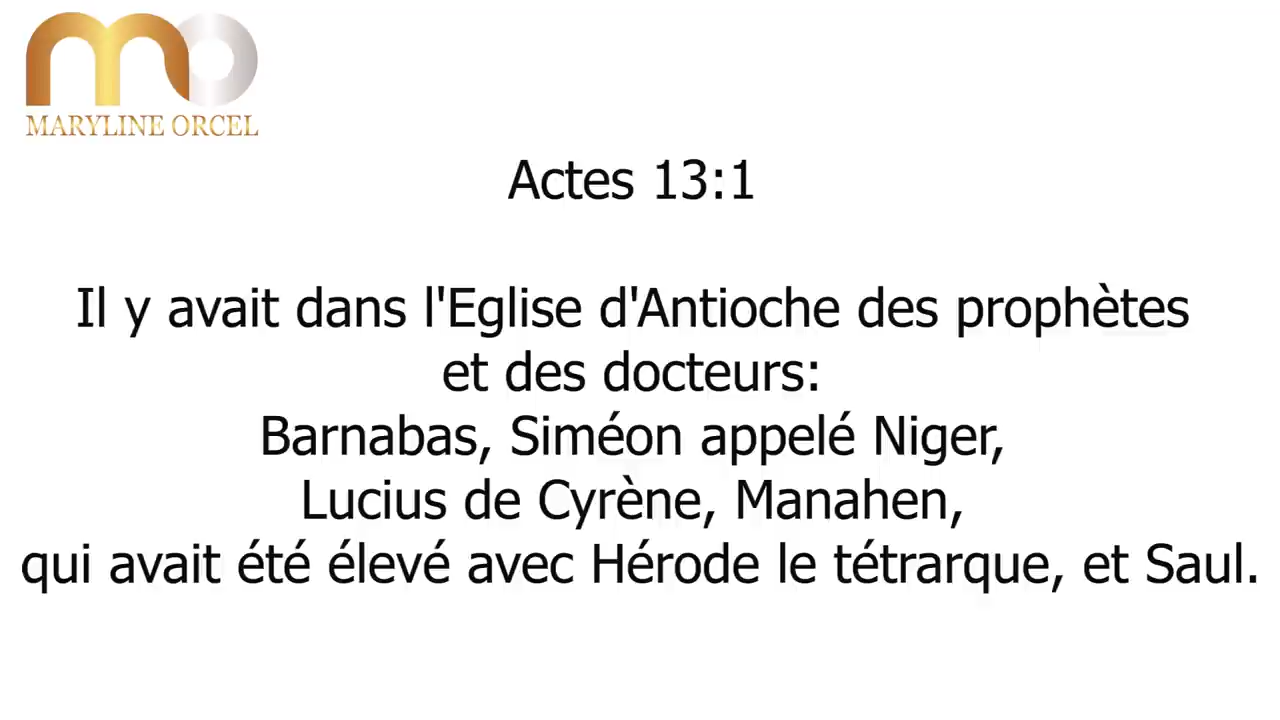 mo
MARYLINE ORCEL
Actes 13:1
Il y avait dans l'Eglise d'Antioche des prophètes
et des docteurs:
Barnabas, Siméon appelé Niger,
Lucius de Cyrène, Manahen,
qui avait été élevé avec Hérode le tétrarque, et Saul.